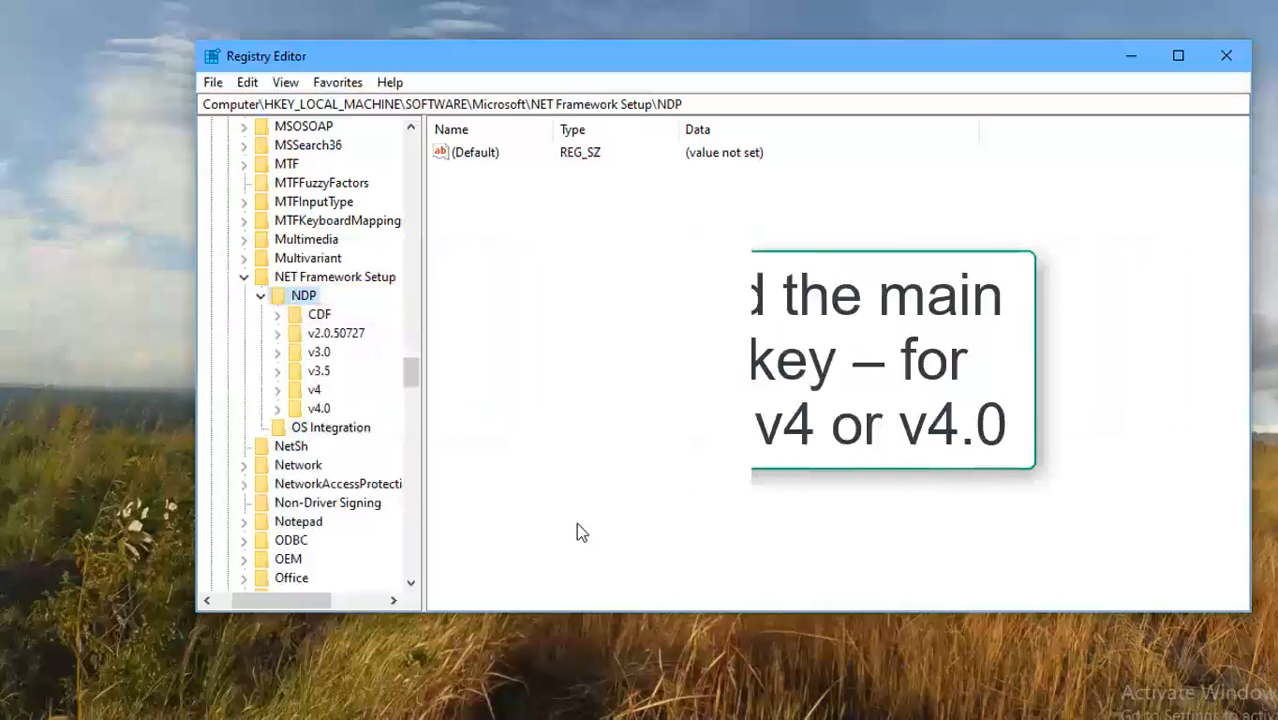 Registry Editor
File Edit View Favorites Help
Computer\HKEY_LOCAL_MACHINE\SOFTWARE\Microsoft\NET Framework Setup\NDP
MSOSOAP
MSSearch36
MTF
MTFFuzzyFactors
MTFInputType
MTFKeyboardMapping
Multimedia
Multivariant
NET Framework Setup
NDP
CDF
v2.0.50727
v3.0
v3.5
v4
v4.0
OS Integration
NetSh
Network
NetworkAccessProtecti
Non-Driver Signing
Notepad
ODBC
OEM
Office
Name Type Data
ab (Default) REG_SZ (value not set)
d the main
key – for
v4 or v4.0
Activate Window